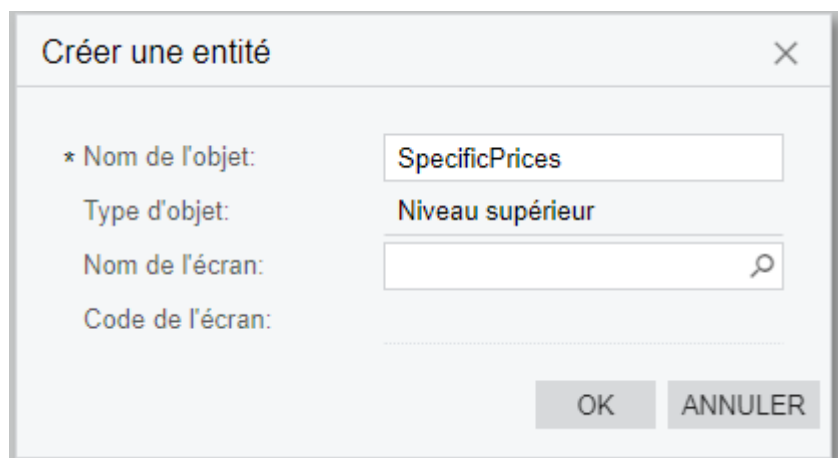 Créer une entité
* Nom de l'objet: SpecificPrices
Type d'objet: Niveau supérieur
Nom de l'écran:
Code de l'écran:
OK ANNULER